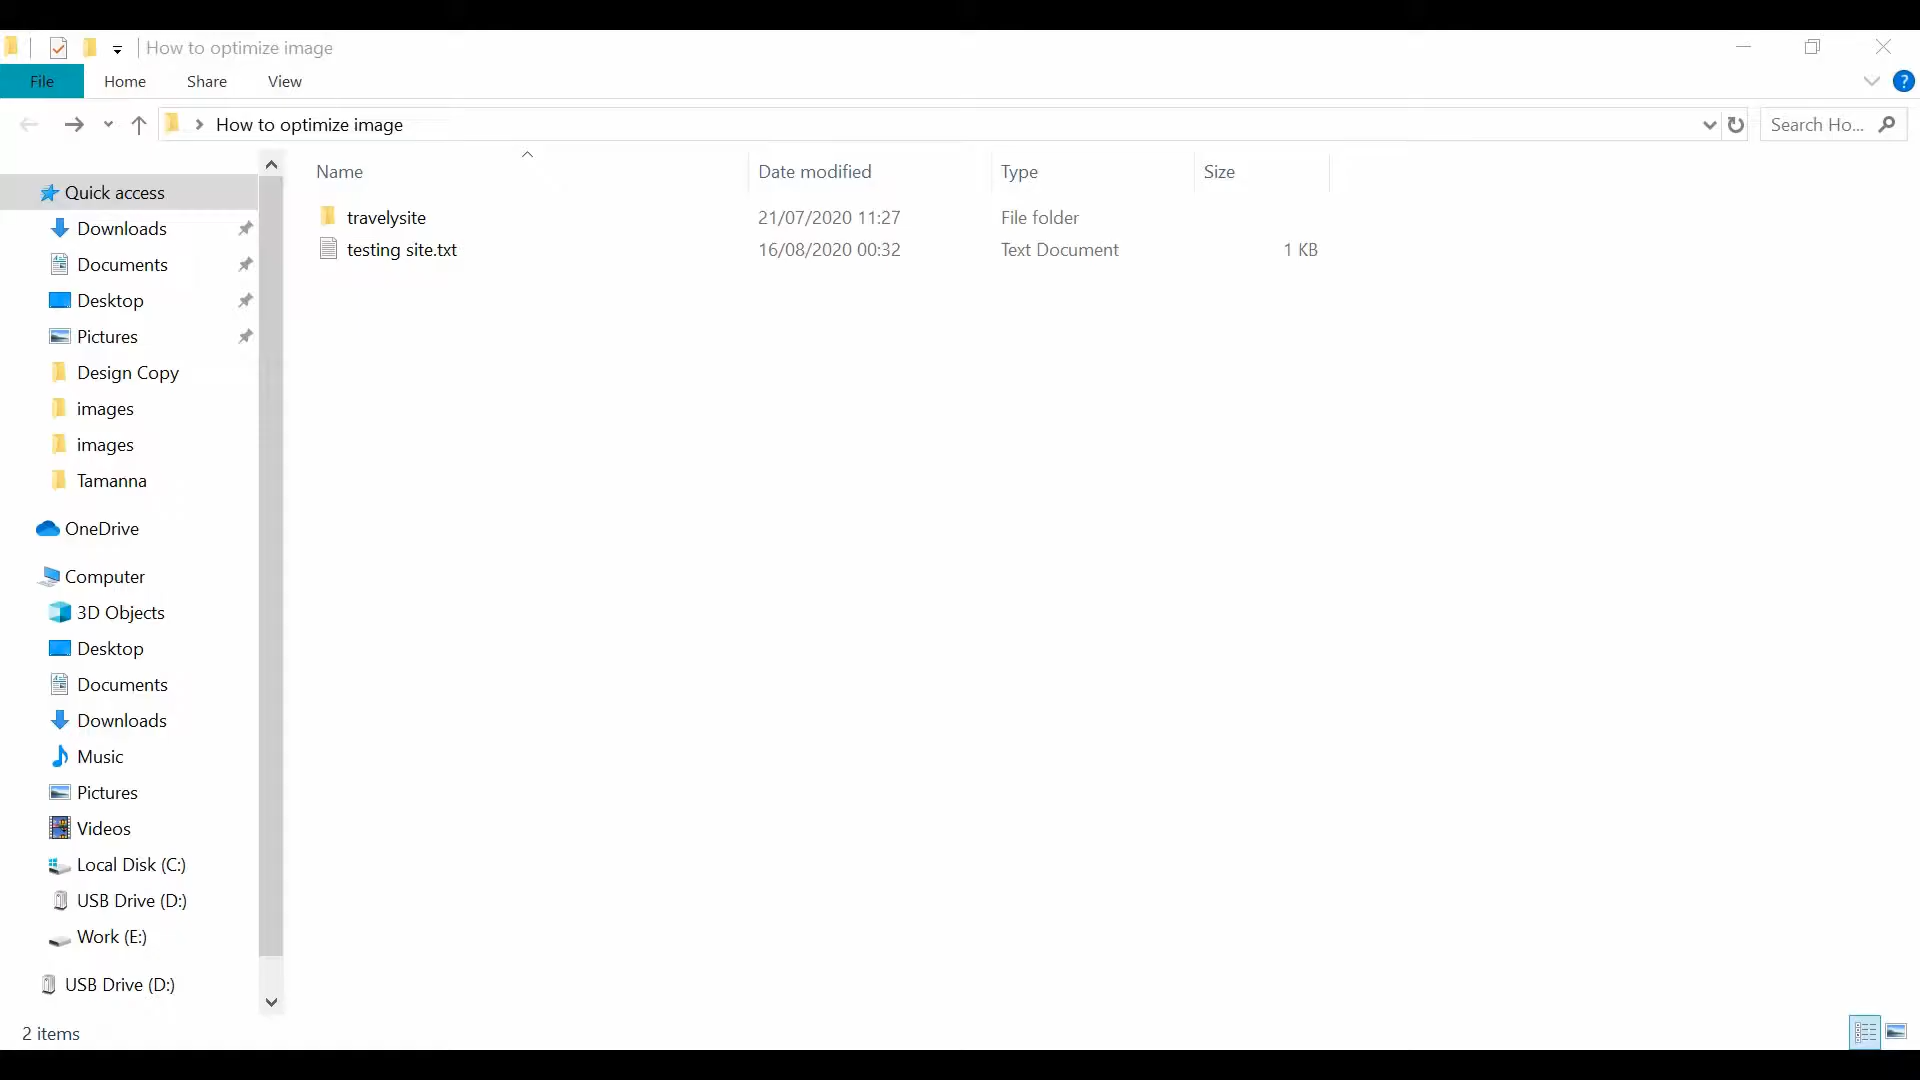 How to optimize image
File Home Share View ?
How to optimize image Search Ho...
Name Date modified Type Size
travelysite 21/07/2020 11:27 File folder
testing site.txt 16/08/2020 00:32 Text Document 1 KB
Quick access
Downloads
Documents
Desktop
Pictures
Design Copy
images
images
Tamanna
OneDrive
Computer
3D Objects
Desktop
Documents
Downloads
Music
Pictures
Videos
Local Disk (C:)
USB Drive (D:)
Work (E:)
USB Drive (D:)
2 items